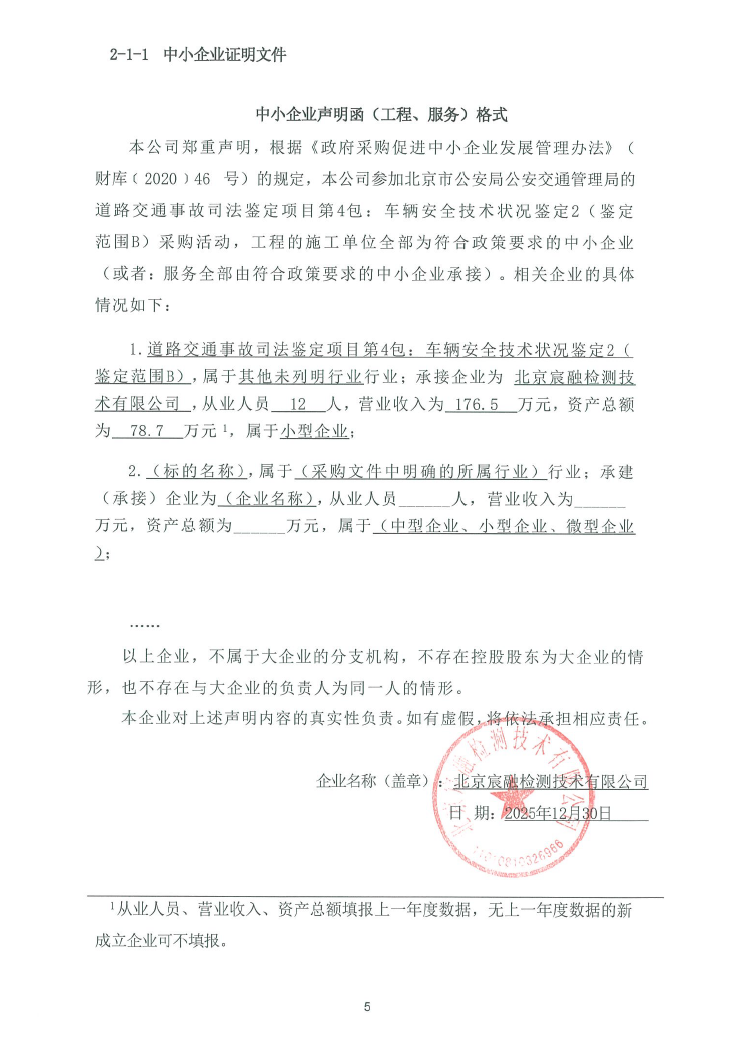 2-1-1 中小企业证明文件
中小企业声明函（工程、服务）格式
本公司郑重声明，根据《政府采购促进中小企业发展管理办法》（
财库﹝2020﹞46 号）的规定，本公司参加北京市公安局公安交通管理局的
道路交通事故司法鉴定项目第4包：车辆安全技术状况鉴定2（鉴定
范围B）采购活动，工程的施工单位全部为符合政策要求的中小企业
（或者：服务全部由符合政策要求的中小企业承接）。相关企业的具体
情况如下：
1.道路交通事故司法鉴定项目第4包：车辆安全技术状况鉴定2（
鉴定范围B），属于其他未列明行业行业；承接企业为 北京宸融检测技
术有限公司 ，从业人员 12 人，营业收入为 176.5 万元，资产总额
为 78.7 万元¹，属于小型企业；
2.（标的名称），属于（采购文件中明确的所属行业）行业；承建
（承接）企业为（企业名称），从业人员______人，营业收入为______
万元，资产总额为______万元，属于（中型企业、小型企业、微型企业
）；
……
以上企业，不属于大企业的分支机构，不存在控股股东为大企业的情
形，也不存在与大企业的负责人为同一人的情形。
本企业对上述声明内容的真实性负责。如有虚假，将依法承担相应责任。
企业名称（盖章）：北京宸融检测技术有限公司
日 期：2025年12月30日
北京宸融检测技术有限公司
¹从业人员、营业收入、资产总额填报上一年度数据，无上一年度数据的新
成立企业可不填报。
5